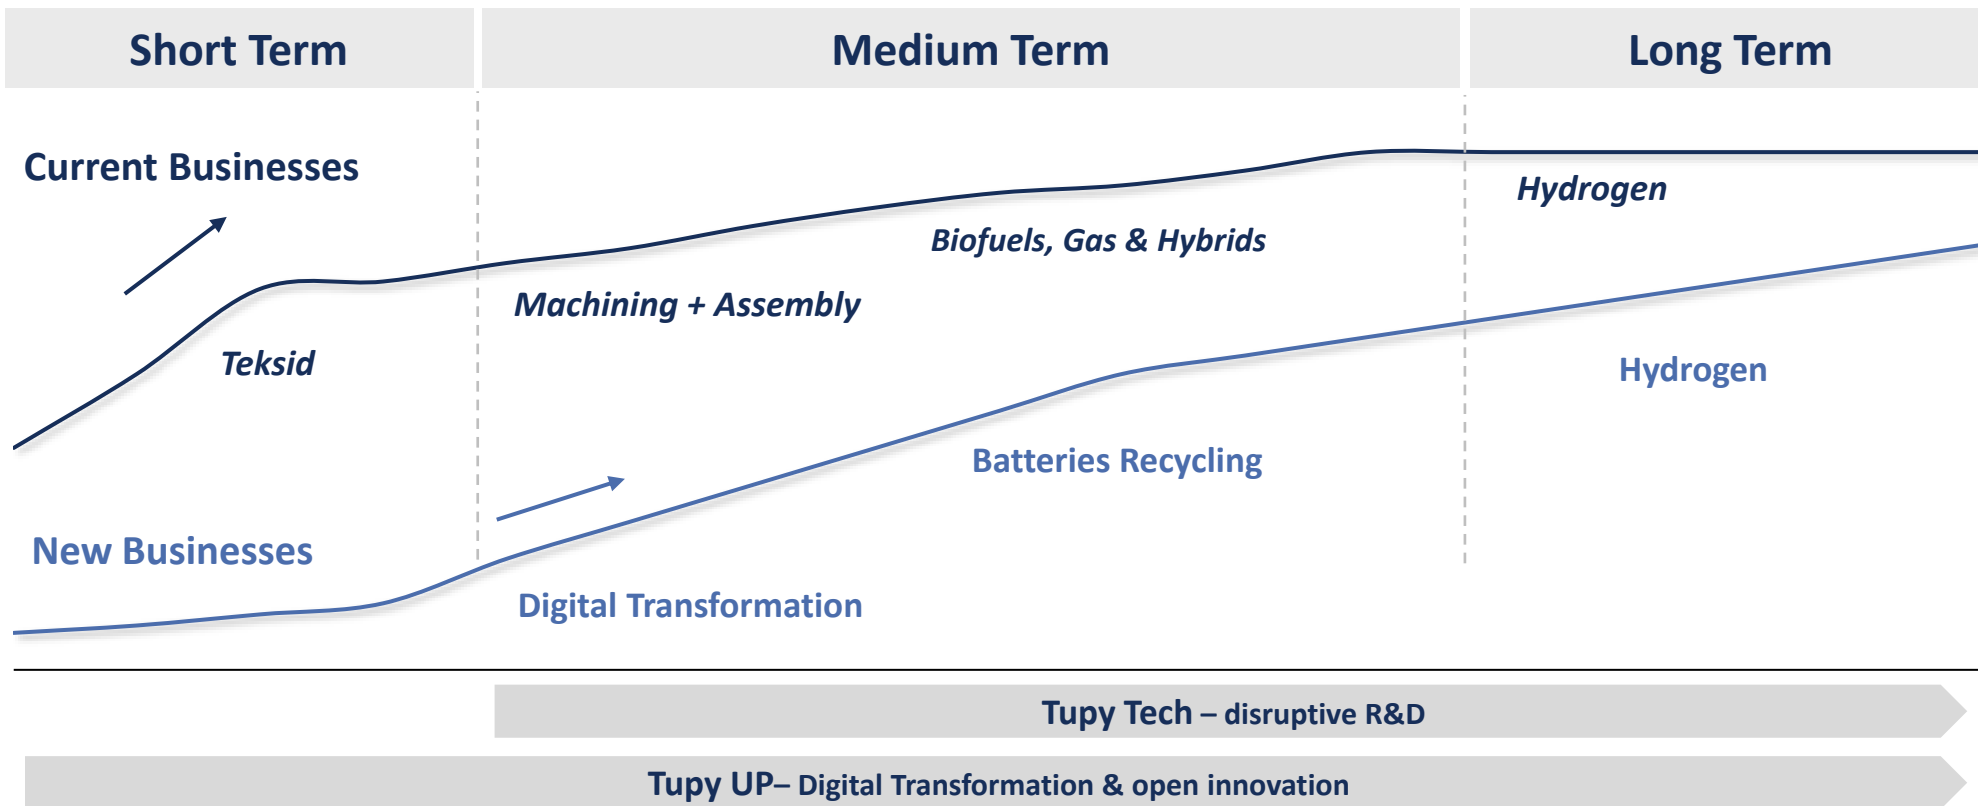 Short Term
Medium Term
Long Term
Current Businesses
Hydrogen
Biofuels, Gas & Hybrids
Machining + Assembly
Teksid
Hydrogen
Batteries Recycling
New Businesses
Digital Transformation
Tupy Tech – disruptive R&D
Tupy UP– Digital Transformation & open innovation